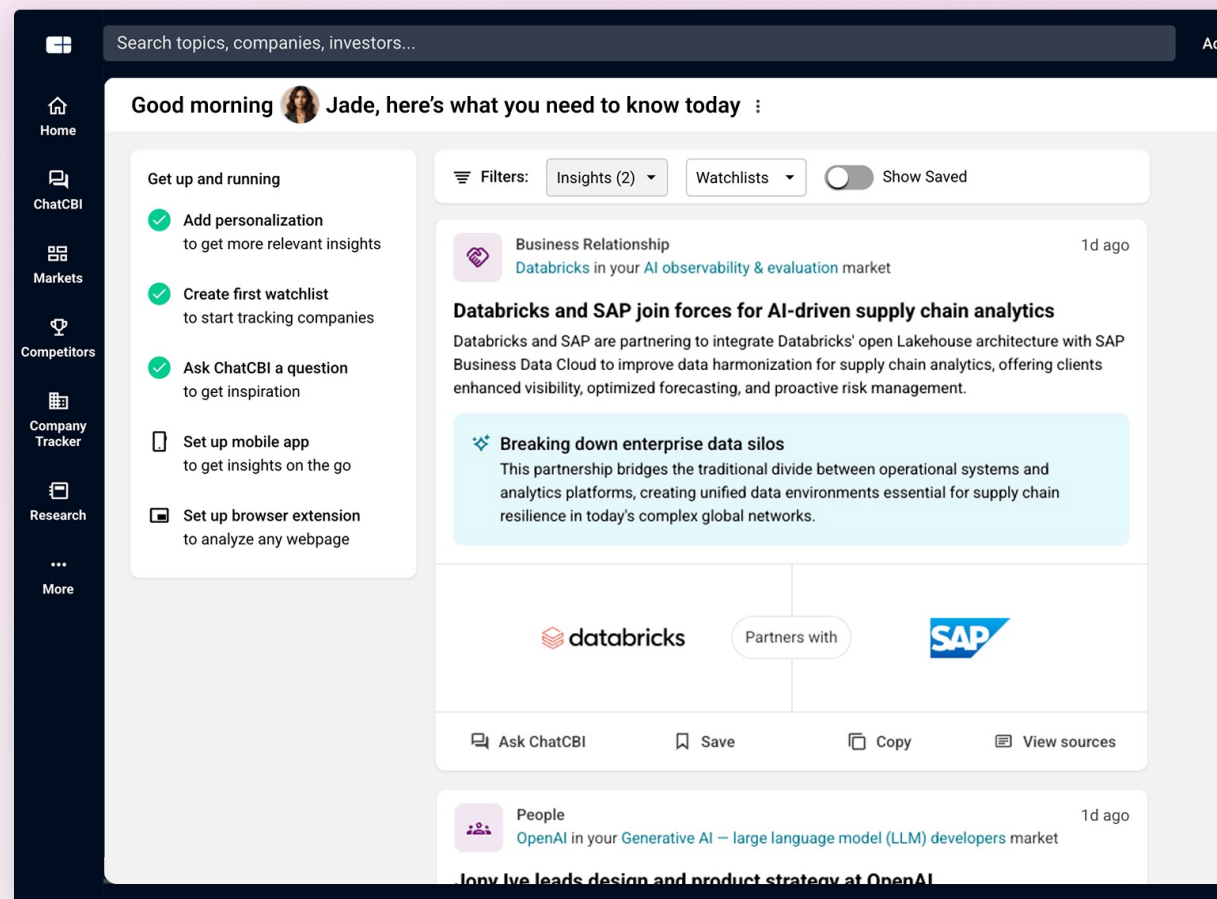 Search topics, companies, investors...
Good morning Jade, here's what you need to know today
Home
ChatCBI
Markets
Competitors
Company
Tracker
Research
More
Get up and running
Add personalization
to get more relevant insights
Create first watchlist
to start tracking companies
Ask ChatCBI a question
to get inspiration
Set up mobile app
to get insights on the go
Set up browser extension
to analyze any webpage
Filters: Insights (2) Watchlists Show Saved
Business Relationship 1d ago
Databricks in your AI observability & evaluation market
Databricks and SAP join forces for AI-driven supply chain analytics
Databricks and SAP are partnering to integrate Databricks' open Lakehouse architecture with SAP
Business Data Cloud to improve data harmonization for supply chain analytics, offering clients
enhanced visibility, optimized forecasting, and proactive risk management.
Breaking down enterprise data silos
This partnership bridges the traditional divide between operational systems and
analytics platforms, creating unified data environments essential for supply chain
resilience in today's complex global networks.
databricks Partners with SAP
Ask ChatCBI Save Copy View sources
People 1d ago
OpenAI in your Generative AI — large language model (LLM) developers market
Jony Ive leads design and product strategy at OpenAI